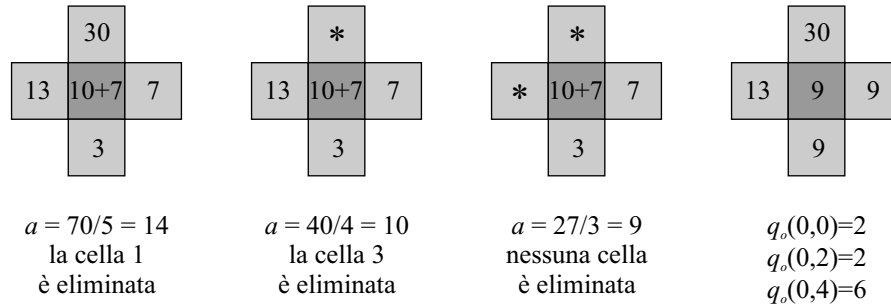 30 * * 30
13 10+7 7 13 10+7 7 * 10+7 7 13 9 9
3 3 3 9
a = 70/5 = 14
la cella 1
è eliminata
a = 40/4 = 10
la cella 3
è eliminata
a = 27/3 = 9
nessuna cella
è eliminata
qₒ(0,0)=2
qₒ(0,2)=2
qₒ(0,4)=6